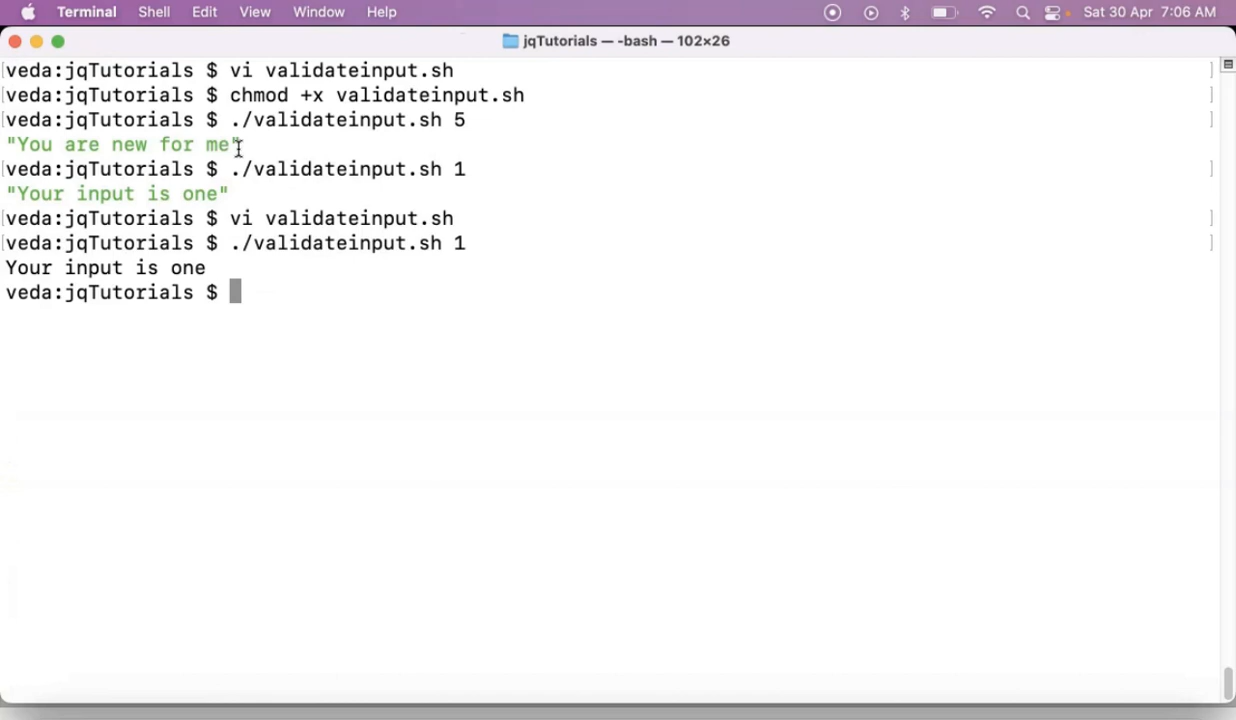 Terminal Shell Edit View Window Help Sat 30 Apr 7:06 AM
jqTutorials — -bash — 102×26
[veda:jqTutorials $ vi validateinput.sh ]
[veda:jqTutorials $ chmod +x validateinput.sh ]
[veda:jqTutorials $ ./validateinput.sh 5 ]
"You are new for me"
[veda:jqTutorials $ ./validateinput.sh 1 ]
"Your input is one"
[veda:jqTutorials $ vi validateinput.sh ]
[veda:jqTutorials $ ./validateinput.sh 1 ]
Your input is one
veda:jqTutorials $